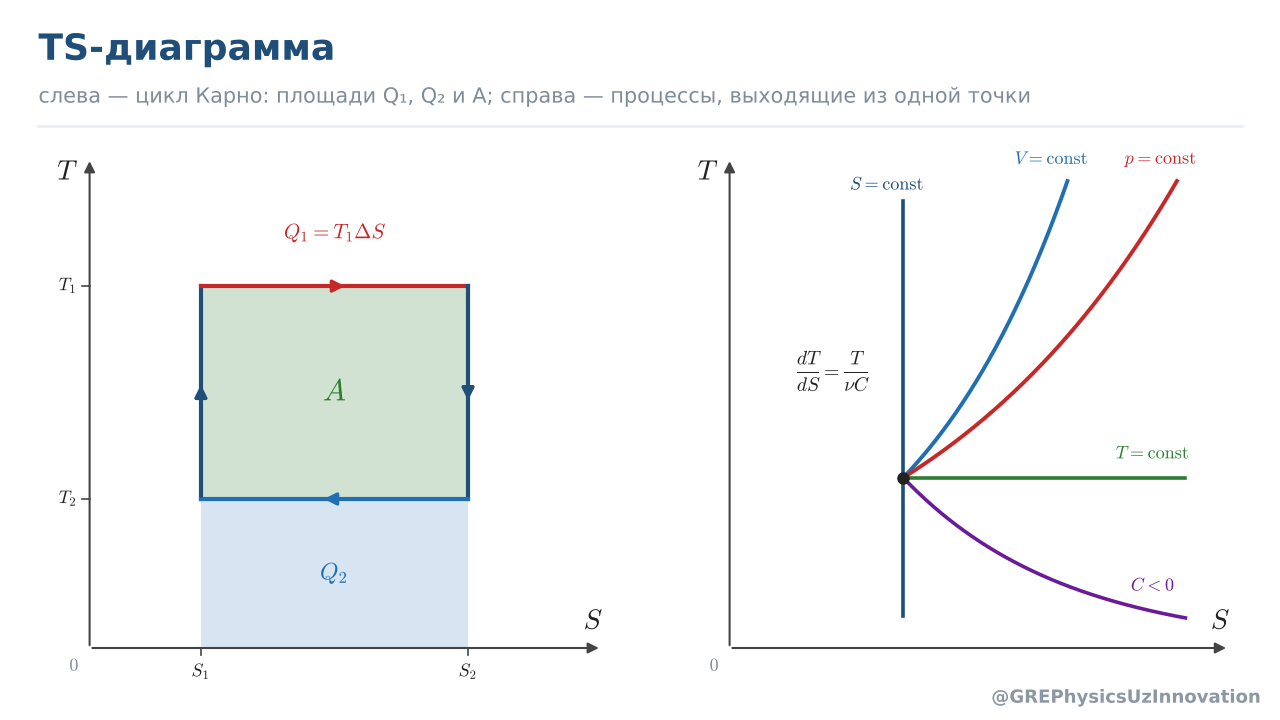 TS-диаграмма
слева — цикл Карно: площади Q₁, Q₂ и A; справа — процессы, выходящие из одной точки
T
Q₁ = T₁ΔS
T₁
A
T₂
Q₂
S
0
S₁
S₂
T
V = const
p = const
S = const
dT/dS = T/νC
T = const
C < 0
S
0
@GREPhysicsUzInnovation